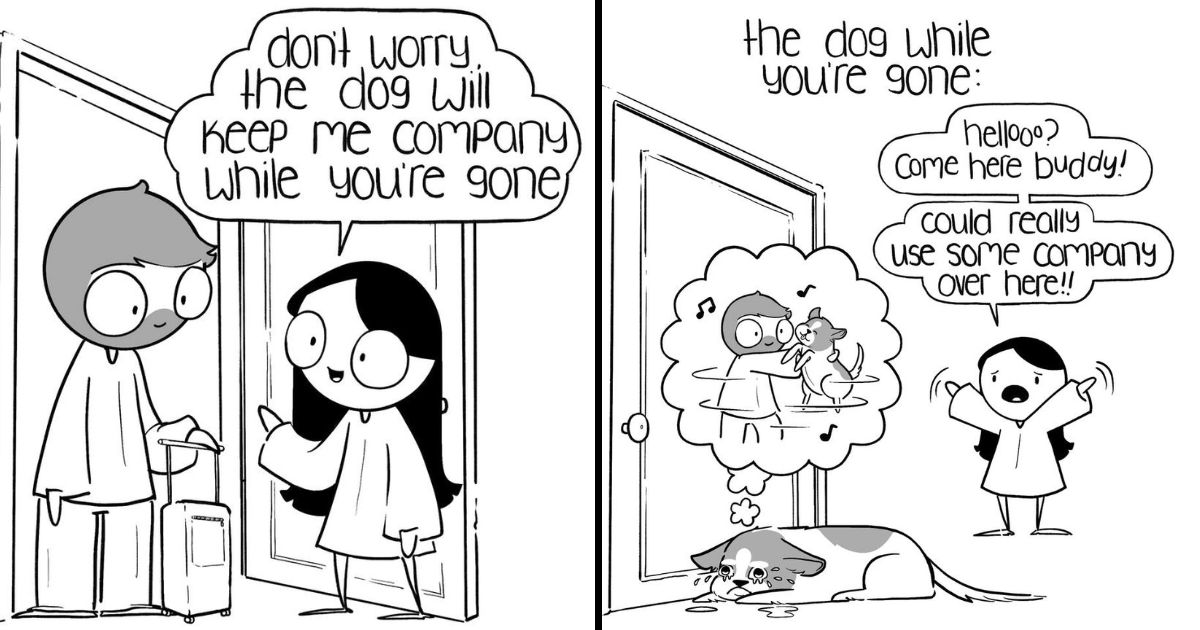 don't worry,
the dog will
keep me company
while you're gone
the dog while
you're gone:
hellooo?
Come here buddy!
could really
use some company
over here!!